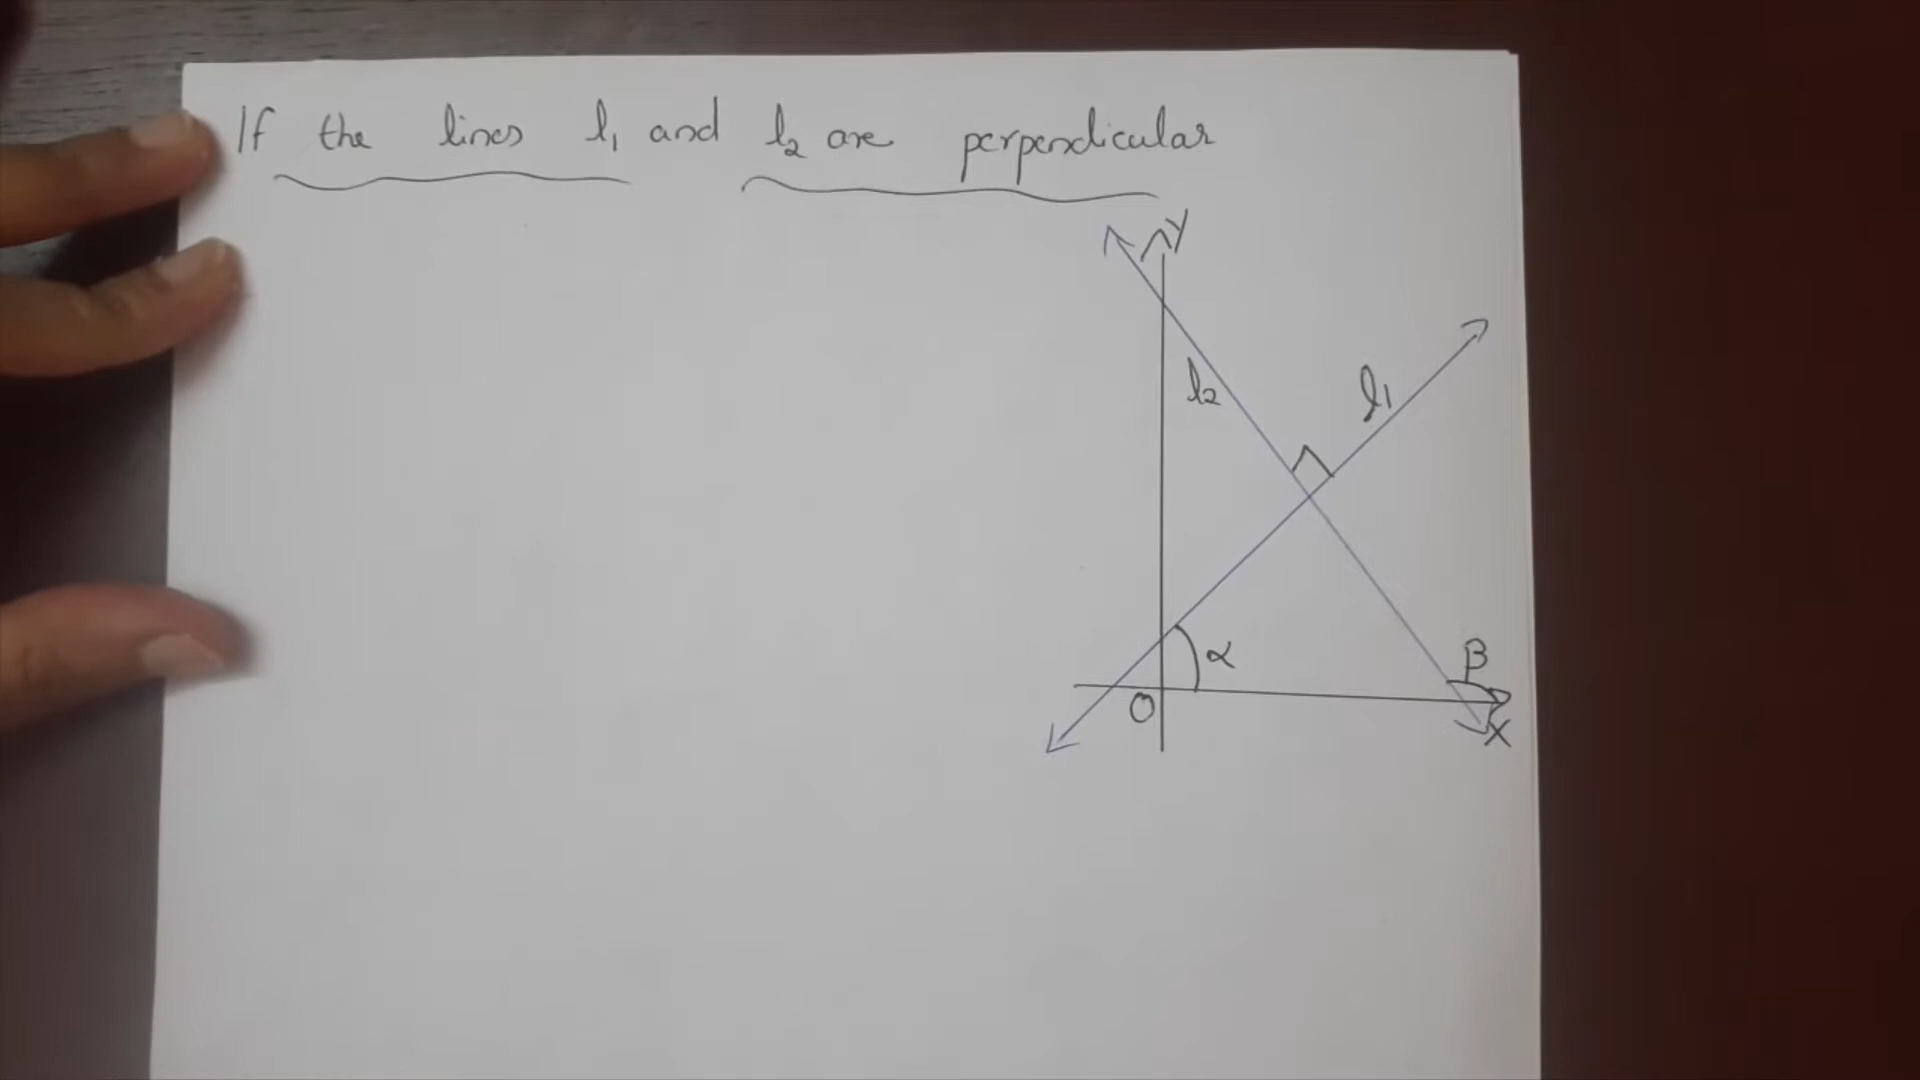 If the lines l₁ and l₂ are perpendicular
Y
l₂
l₁
α
β
O
X